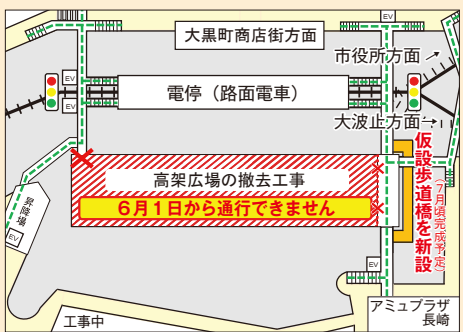 大黒町商店街方面
市役所方面
EV
EV
電停（路面電車）
EV
大波止方面
高架広場の撤去工事
6月1日から通行できません
仮設歩道橋を新設
（7月頃完成予定）
昇降場
EV
EV
工事中
アミュプラザ
長崎